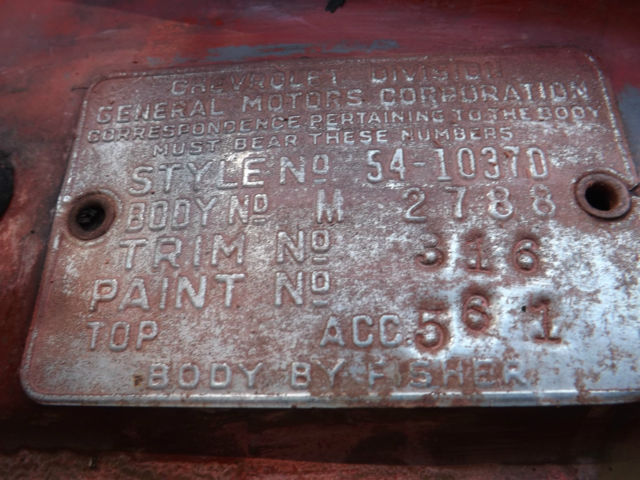 CHEVROLET DIVISION
GENERAL MOTORS CORPORATION
CORRESPONDENCE PERTAINING TO THE BODY
MUST BEAR THESE NUMBERS
STYLE Nº 54-1037D
BODY Nº M 2788
TRIM Nº 316
PAINT Nº 561
TOP ACC.
BODY BY FISHER